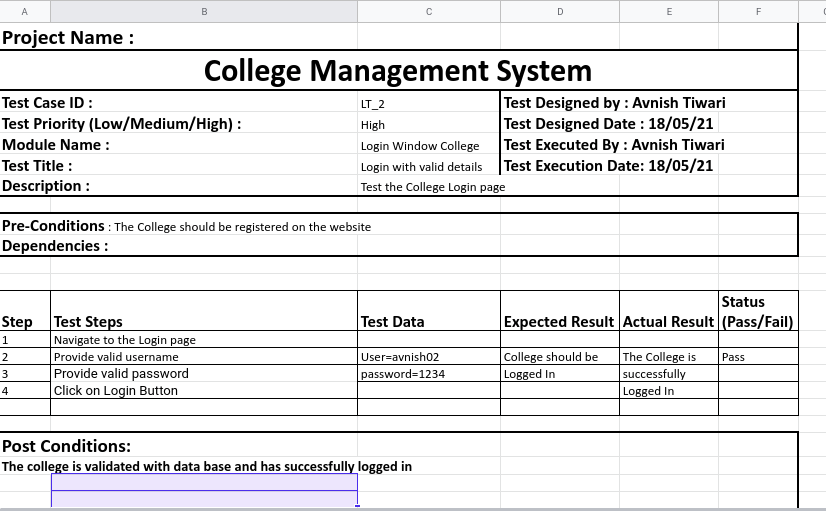 A B C D E F
Project Name :
College Management System
Test Case ID : LT_2 Test Designed by : Avnish Tiwari
Test Priority (Low/Medium/High) : High Test Designed Date : 18/05/21
Module Name : Login Window College Test Executed By : Avnish Tiwari
Test Title : Login with valid details Test Execution Date: 18/05/21
Description : Test the College Login page
Pre-Conditions : The College should be registered on the website
Dependencies :
Status
Step Test Steps Test Data Expected Result Actual Result (Pass/Fail)
1 Navigate to the Login page
2 Provide valid username User=avnish02 College should be The College is Pass
3 Provide valid password password=1234 Logged In successfully
4 Click on Login Button Logged In
Post Conditions:
The college is validated with data base and has successfully logged in